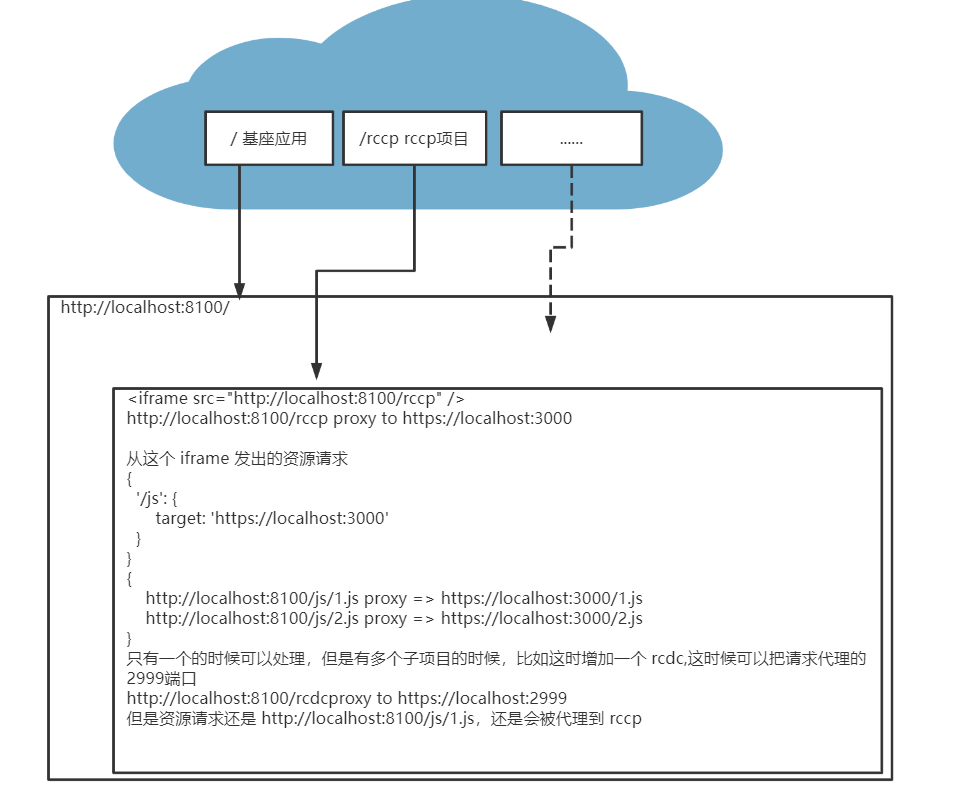 / 基座应用
/rccp rccp项目
......
http://localhost:8100/
<iframe src="http://localhost:8100/rccp" />
http://localhost:8100/rccp proxy to https://localhost:3000
从这个 iframe 发出的资源请求
{
'/js': {
target: 'https://localhost:3000'
}
}
{
http://localhost:8100/js/1.js proxy => https://localhost:3000/1.js
http://localhost:8100/js/2.js proxy => https://localhost:3000/2.js
}
只有一个的时候可以处理，但是有多个子项目的时候，比如这时增加一个 rcdc,这时候可以把请求代理的
2999端口
http://localhost:8100/rcdcproxy to https://localhost:2999
但是资源请求还是 http://localhost:8100/js/1.js，还是会被代理到 rccp